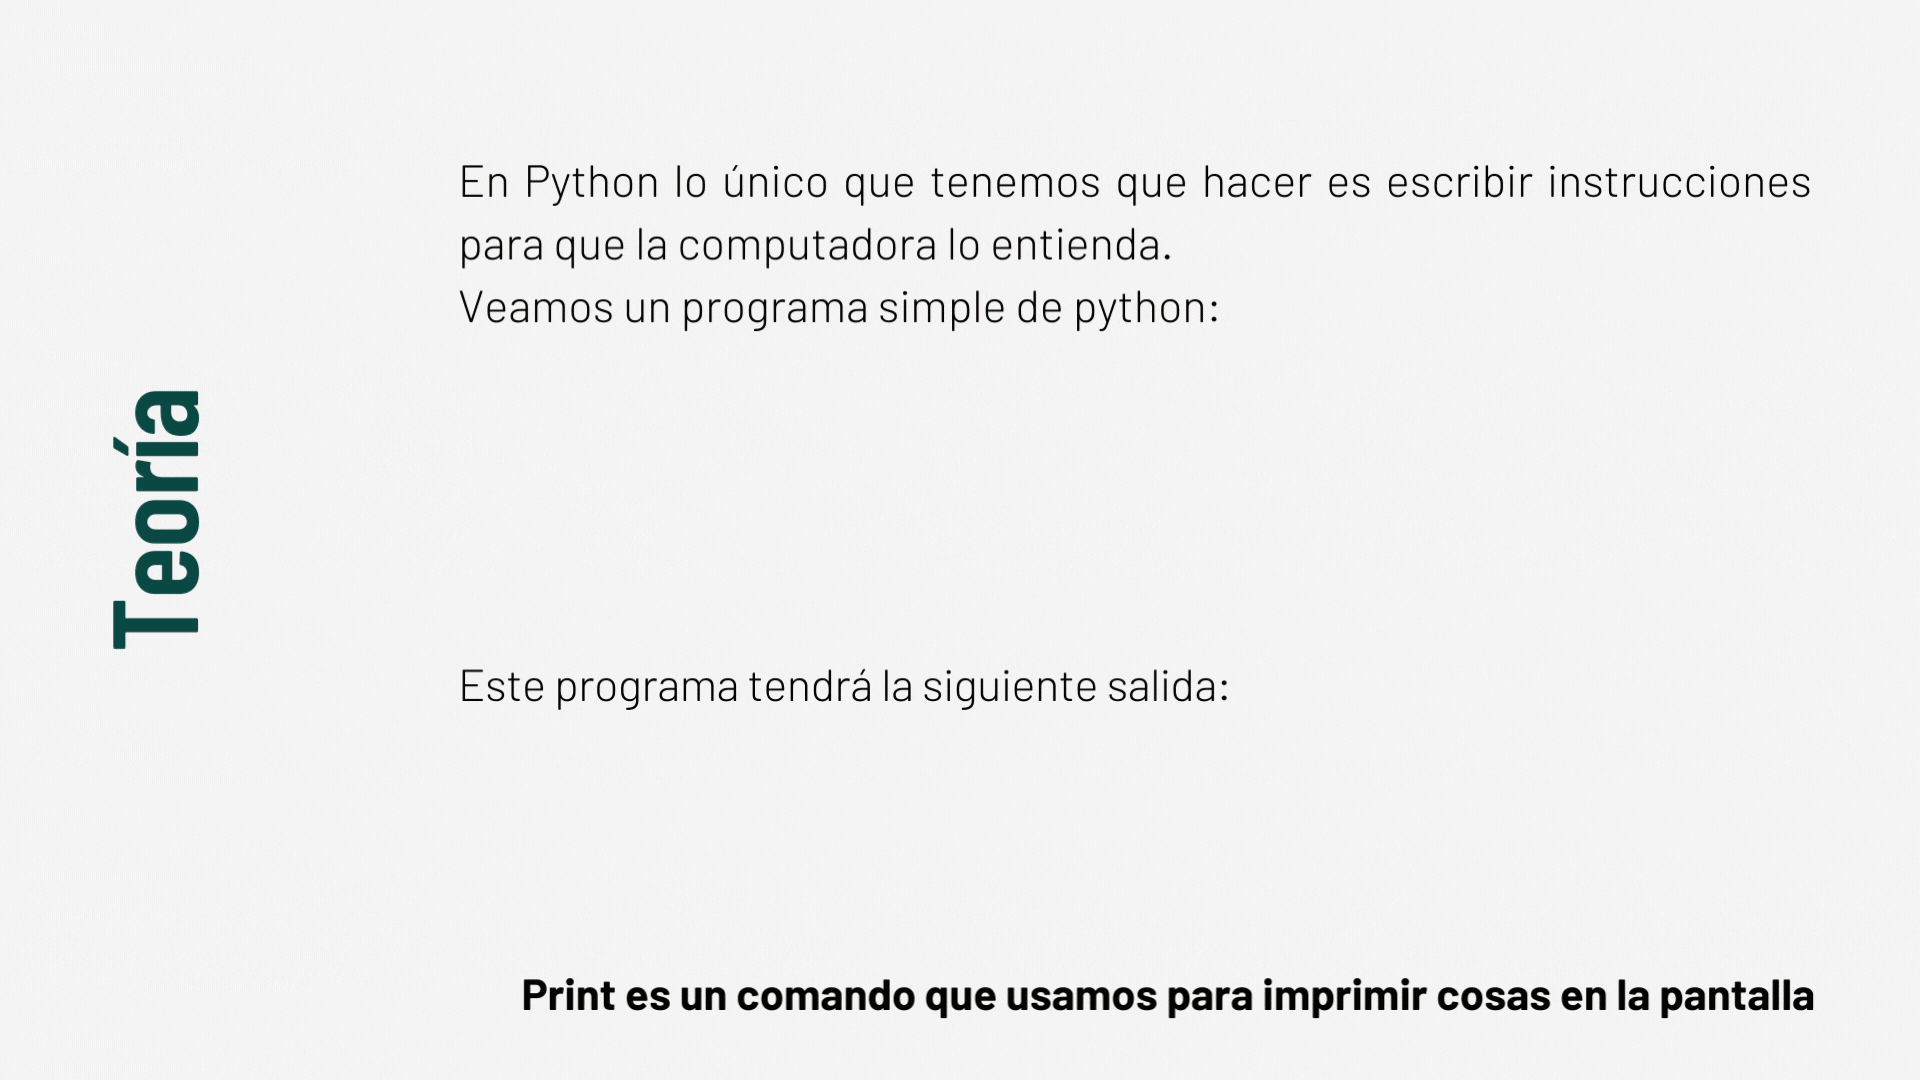 Teoría
En Python lo único que tenemos que hacer es escribir instrucciones
para que la computadora lo entienda.
Veamos un programa simple de python:
Este programa tendrá la siguiente salida:
Print es un comando que usamos para imprimir cosas en la pantalla